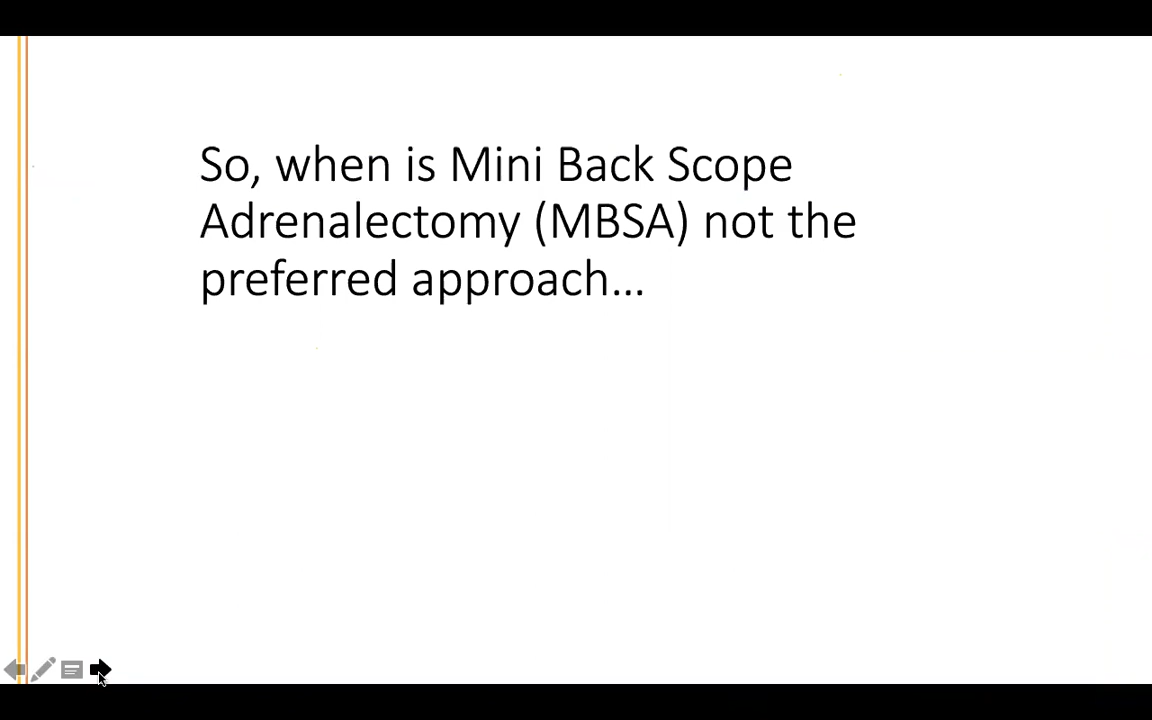 So, when is Mini Back Scope
Adrenalectomy (MBSA) not the
preferred approach...